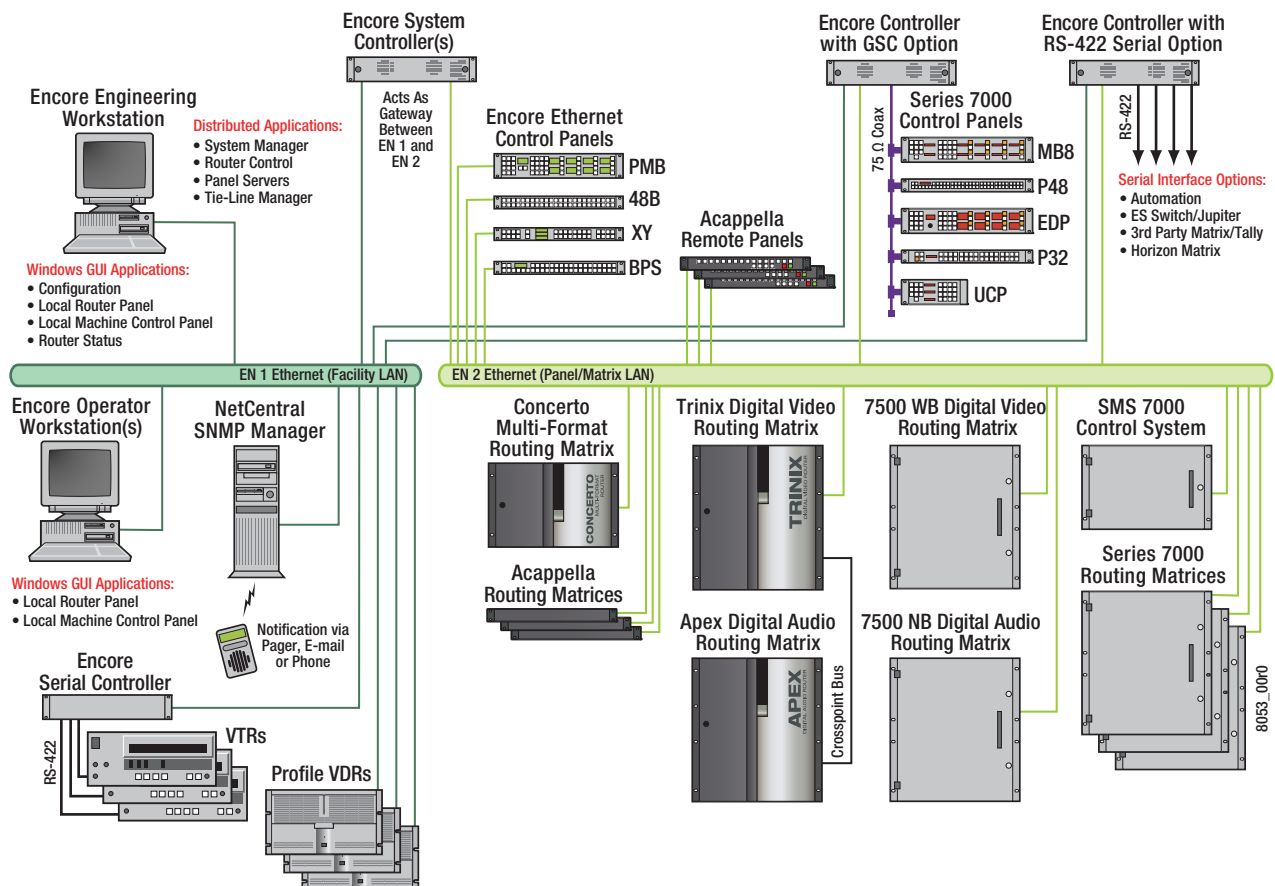 Encore System
Controller(s)
Acts As
Gateway
Between
EN 1 and
EN 2
Encore Controller
with GSC Option
Encore Controller with
RS-422 Serial Option
Encore Engineering
Workstation
Distributed Applications:
• System Manager
• Router Control
• Panel Servers
• Tie-Line Manager
Windows GUI Applications:
• Configuration
• Local Router Panel
• Local Machine Control Panel
• Router Status
Encore Ethernet
Control Panels
PMB
48B
XY
BPS
Acappella
Remote Panels
75 Ω Coax
Series 7000
Control Panels
MB8
P48
EDP
P32
UCP
RS-422
Serial Interface Options:
• Automation
• ES Switch/Jupiter
• 3rd Party Matrix/Tally
• Horizon Matrix
EN 1 Ethernet (Facility LAN)
EN 2 Ethernet (Panel/Matrix LAN)
Encore Operator
Workstation(s)
Windows GUI Applications:
• Local Router Panel
• Local Machine Control Panel
NetCentral
SNMP Manager
Notification via
Pager, E-mail
or Phone
Encore
Serial Controller
RS-422
VTRs
Profile VDRs
Concerto
Multi-Format
Routing Matrix
CONCERTO
MULTI-FORMAT
ROUTER
Acappella
Routing Matrices
Trinix Digital Video
Routing Matrix
TRINIX
DIGITAL VIDEO ROUTER
Apex Digital Audio
Routing Matrix
APEX
DIGITAL AUDIO ROUTER
Crosspoint Bus
7500 WB Digital Video
Routing Matrix
7500 NB Digital Audio
Routing Matrix
SMS 7000
Control System
Series 7000
Routing Matrices
8053_00r0